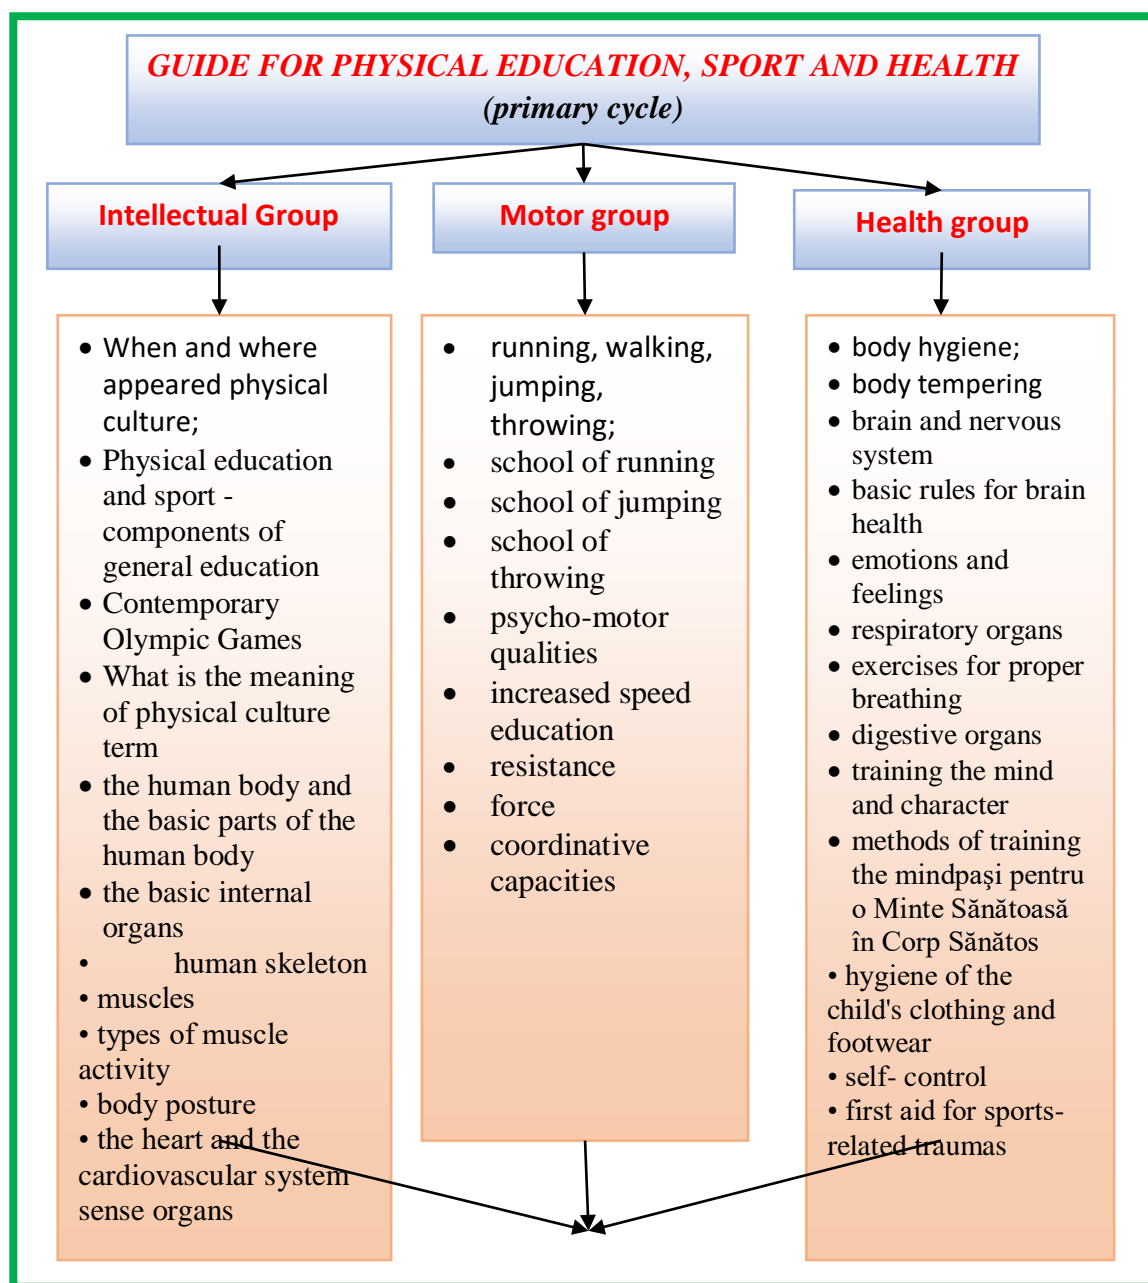 GUIDE FOR PHYSICAL EDUCATION, SPORT AND HEALTH
(primary cycle)
Intellectual Group
Motor group
Health group
• When and where
appeared physical
culture;
• Physical education
and sport -
components of
general education
• Contemporary
Olympic Games
• What is the meaning
of physical culture
term
• the human body and
the basic parts of the
human body
• the basic internal
organs
• human skeleton
• muscles
• types of muscle
activity
• body posture
• the heart and the
cardiovascular system
sense organs
• running, walking,
jumping,
throwing;
• school of running
• school of jumping
• school of
throwing
• psycho-motor
qualities
• increased speed
education
• resistance
• force
• coordinative
capacities
• body hygiene;
• body tempering
• brain and nervous
system
• basic rules for brain
health
• emotions and
feelings
• respiratory organs
• exercises for proper
breathing
• digestive organs
• training the mind
and character
• methods of training
the mindpaşi pentru
o Minte Sănătoasă
în Corp Sănătos
• hygiene of the
child's clothing and
footwear
• self- control
• first aid for sports-
related traumas